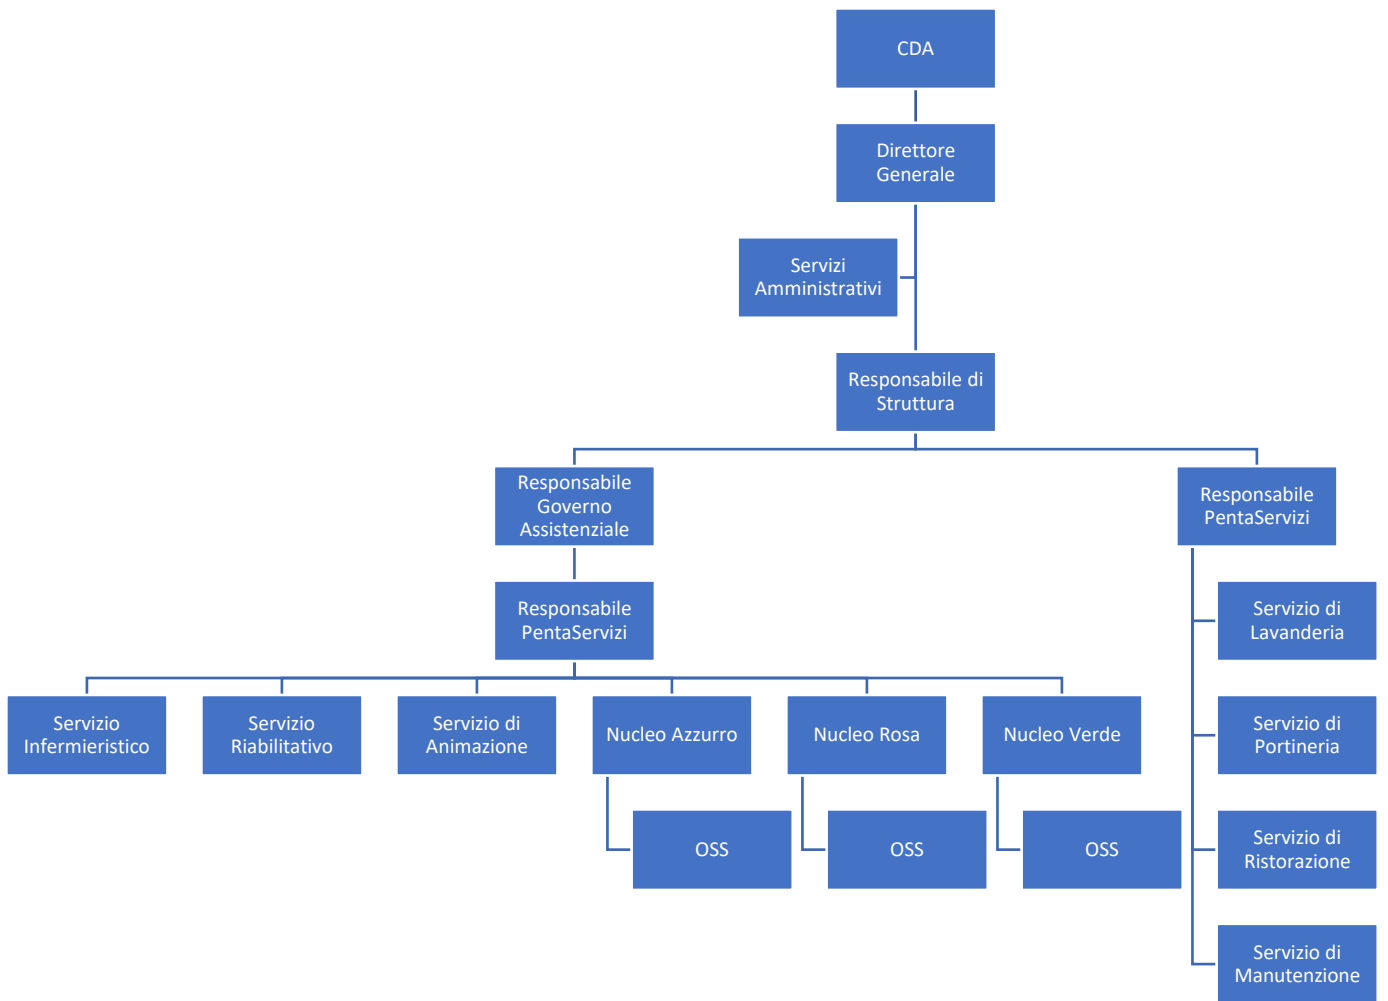 CDA
Direttore
Generale
Servizi
Amministrativi
Responsabile di
Struttura
Responsabile
Governo
Assistenziale
Responsabile
PentaServizi
Responsabile
PentaServizi
Servizio di
Lavanderia
Servizio
Infermieristico
Servizio
Riabilitativo
Servizio di
Animazione
Nucleo Azzurro
Nucleo Rosa
Nucleo Verde
Servizio di
Portineria
OSS
OSS
OSS
Servizio di
Ristorazione
Servizio di
Manutenzione